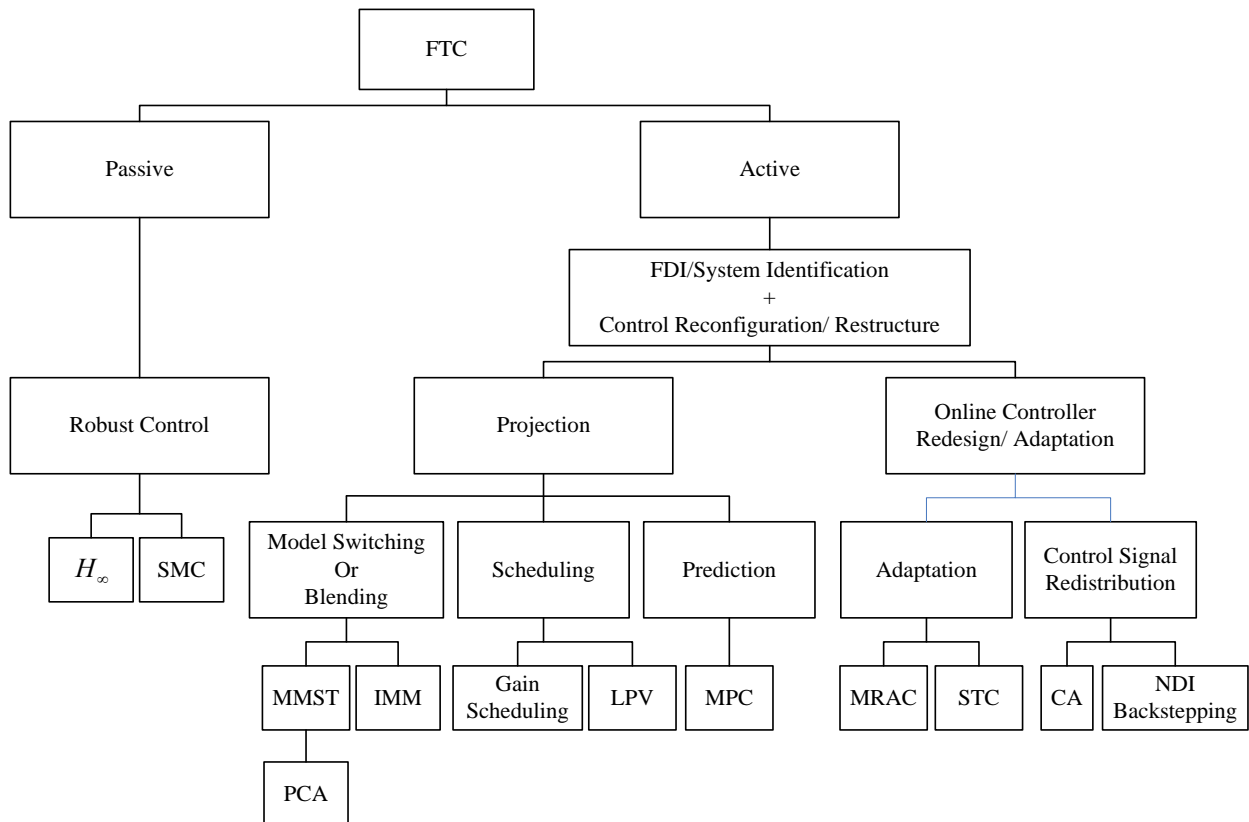 FTC
Passive
Active
FDI/System Identification
+
Control Reconfiguration/ Restructure
Robust Control
Projection
Online Controller
Redesign/ Adaptation
H∞
SMC
Model Switching
Or
Blending
Scheduling
Prediction
Adaptation
Control Signal
Redistribution
MMST
IMM
Gain
Scheduling
LPV
MPC
MRAC
STC
CA
NDI
Backstepping
PCA